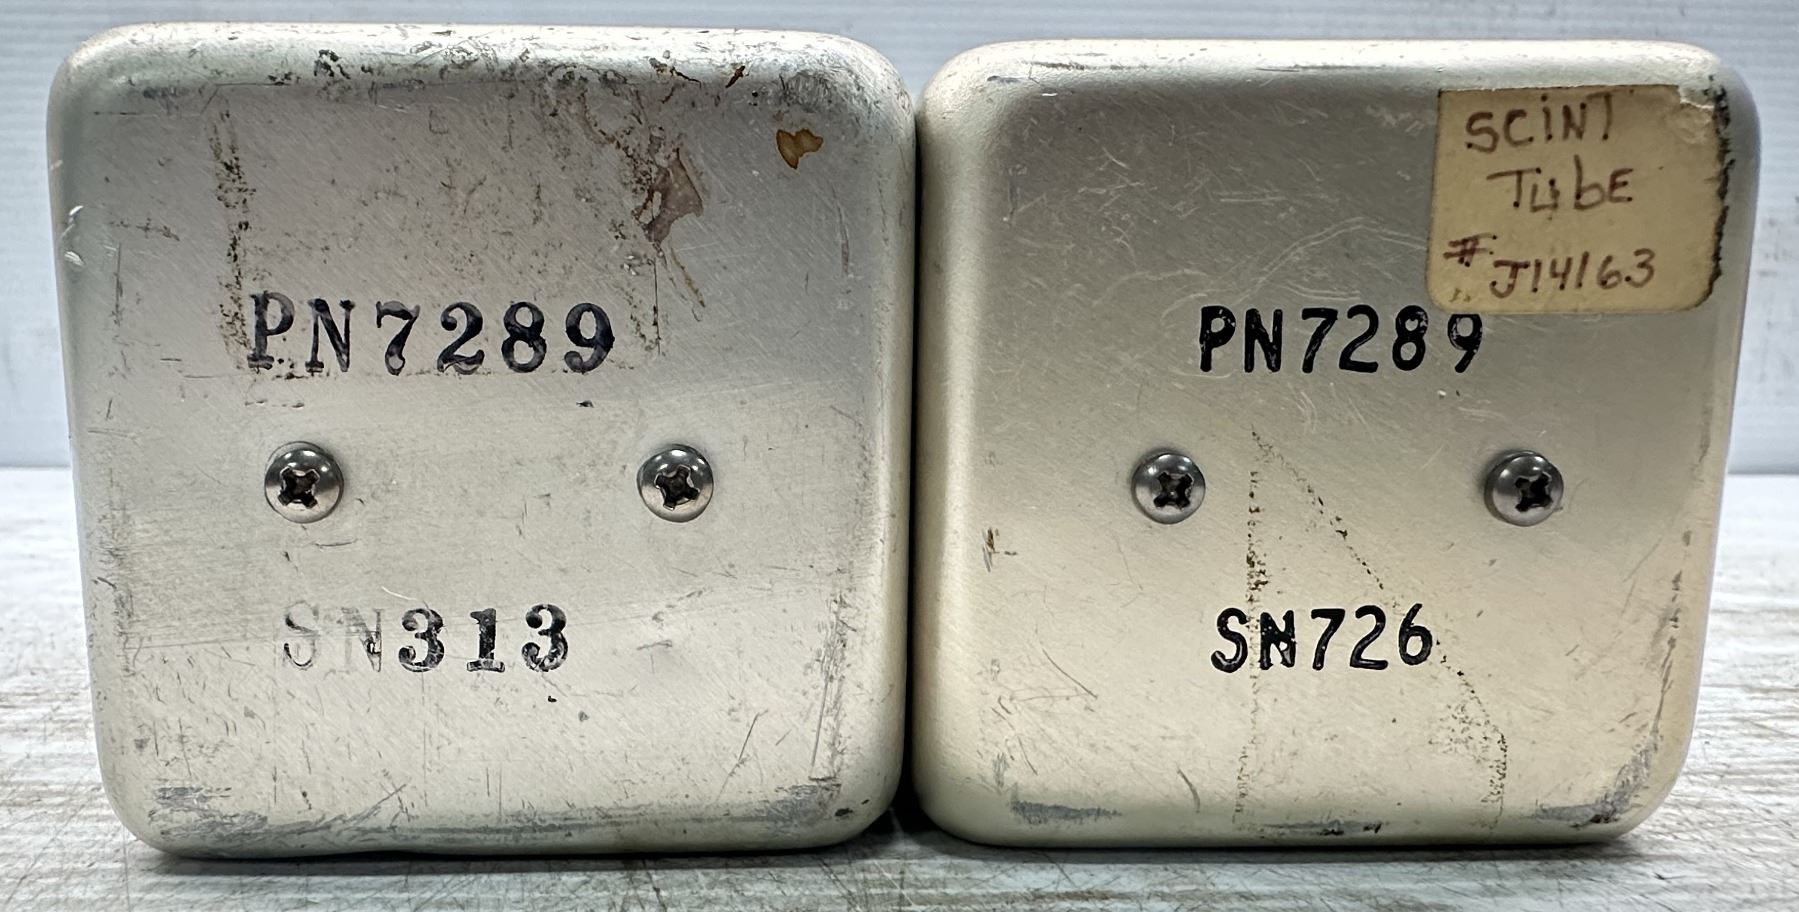 PN7289
SN313
SCINT
TUbE
# J14163
PN7289
SN726